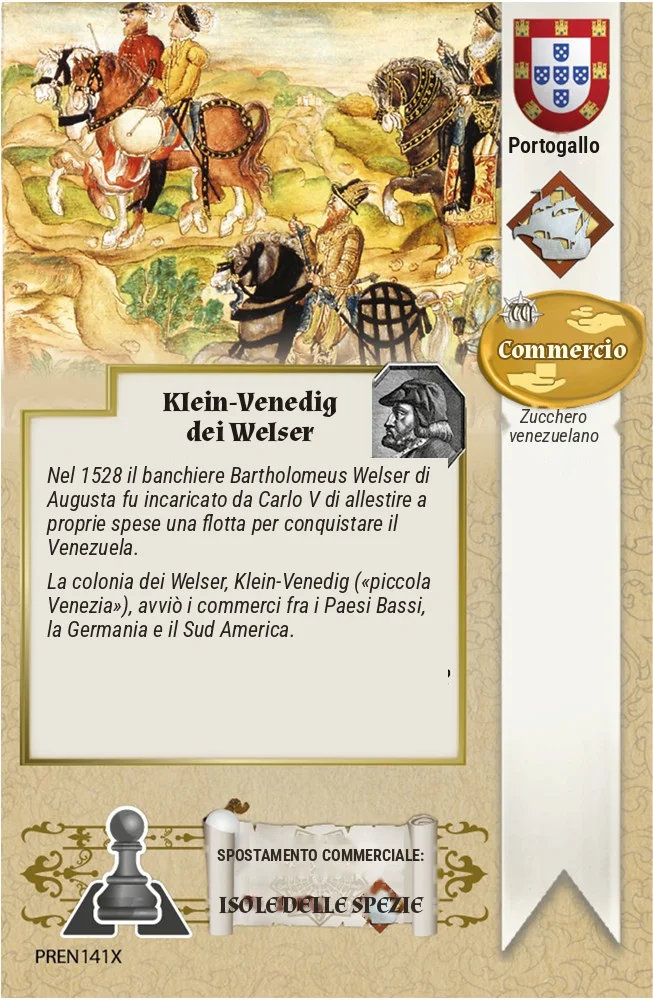 Portogallo
Commercio
Zucchero
venezuelano
Klein-Venedig
dei Welser
Nel 1528 il banchiere Bartholomeus Welser di
Augusta fu incaricato da Carlo V di allestire a
proprie spese una flotta per conquistare il
Venezuela.
La colonia dei Welser, Klein-Venedig («piccola
Venezia»), avviò i commerci fra i Paesi Bassi,
la Germania e il Sud America.
SPOSTAMENTO COMMERCIALE:
ISOLE DELLE SPEZIE
PREN141X